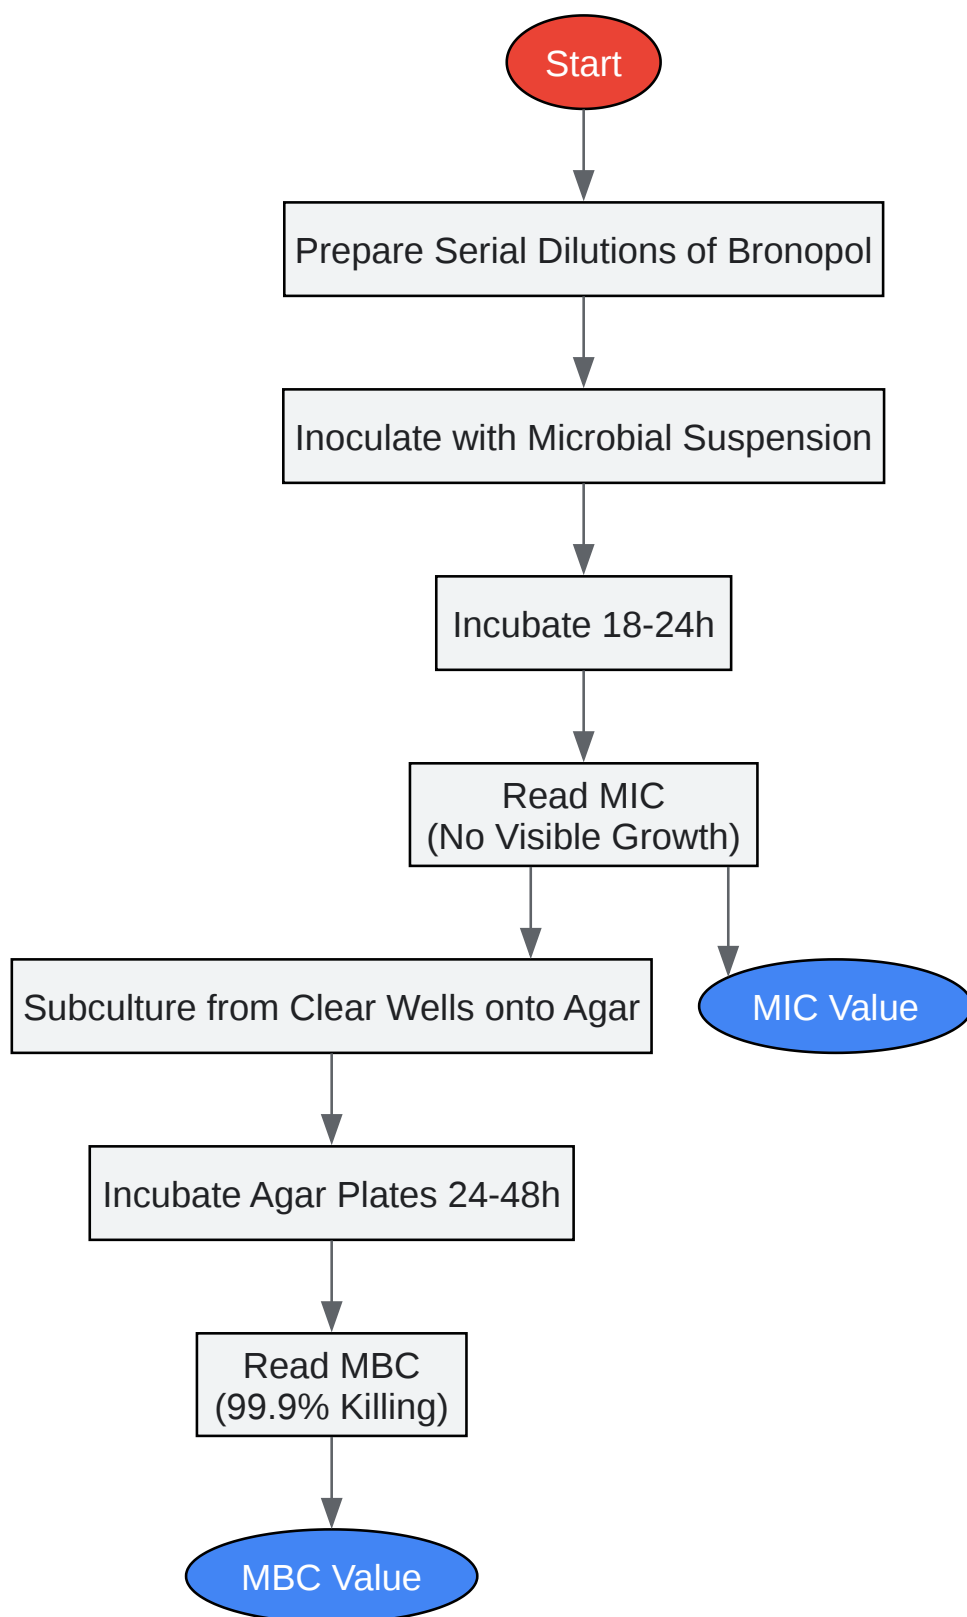 Start
Prepare Serial Dilutions of Bronopol
Inoculate with Microbial Suspension
Incubate 18-24h
Read MIC
(No Visible Growth)
Subculture from Clear Wells onto Agar
MIC Value
Incubate Agar Plates 24-48h
Read MBC
(99.9% Killing)
MBC Value